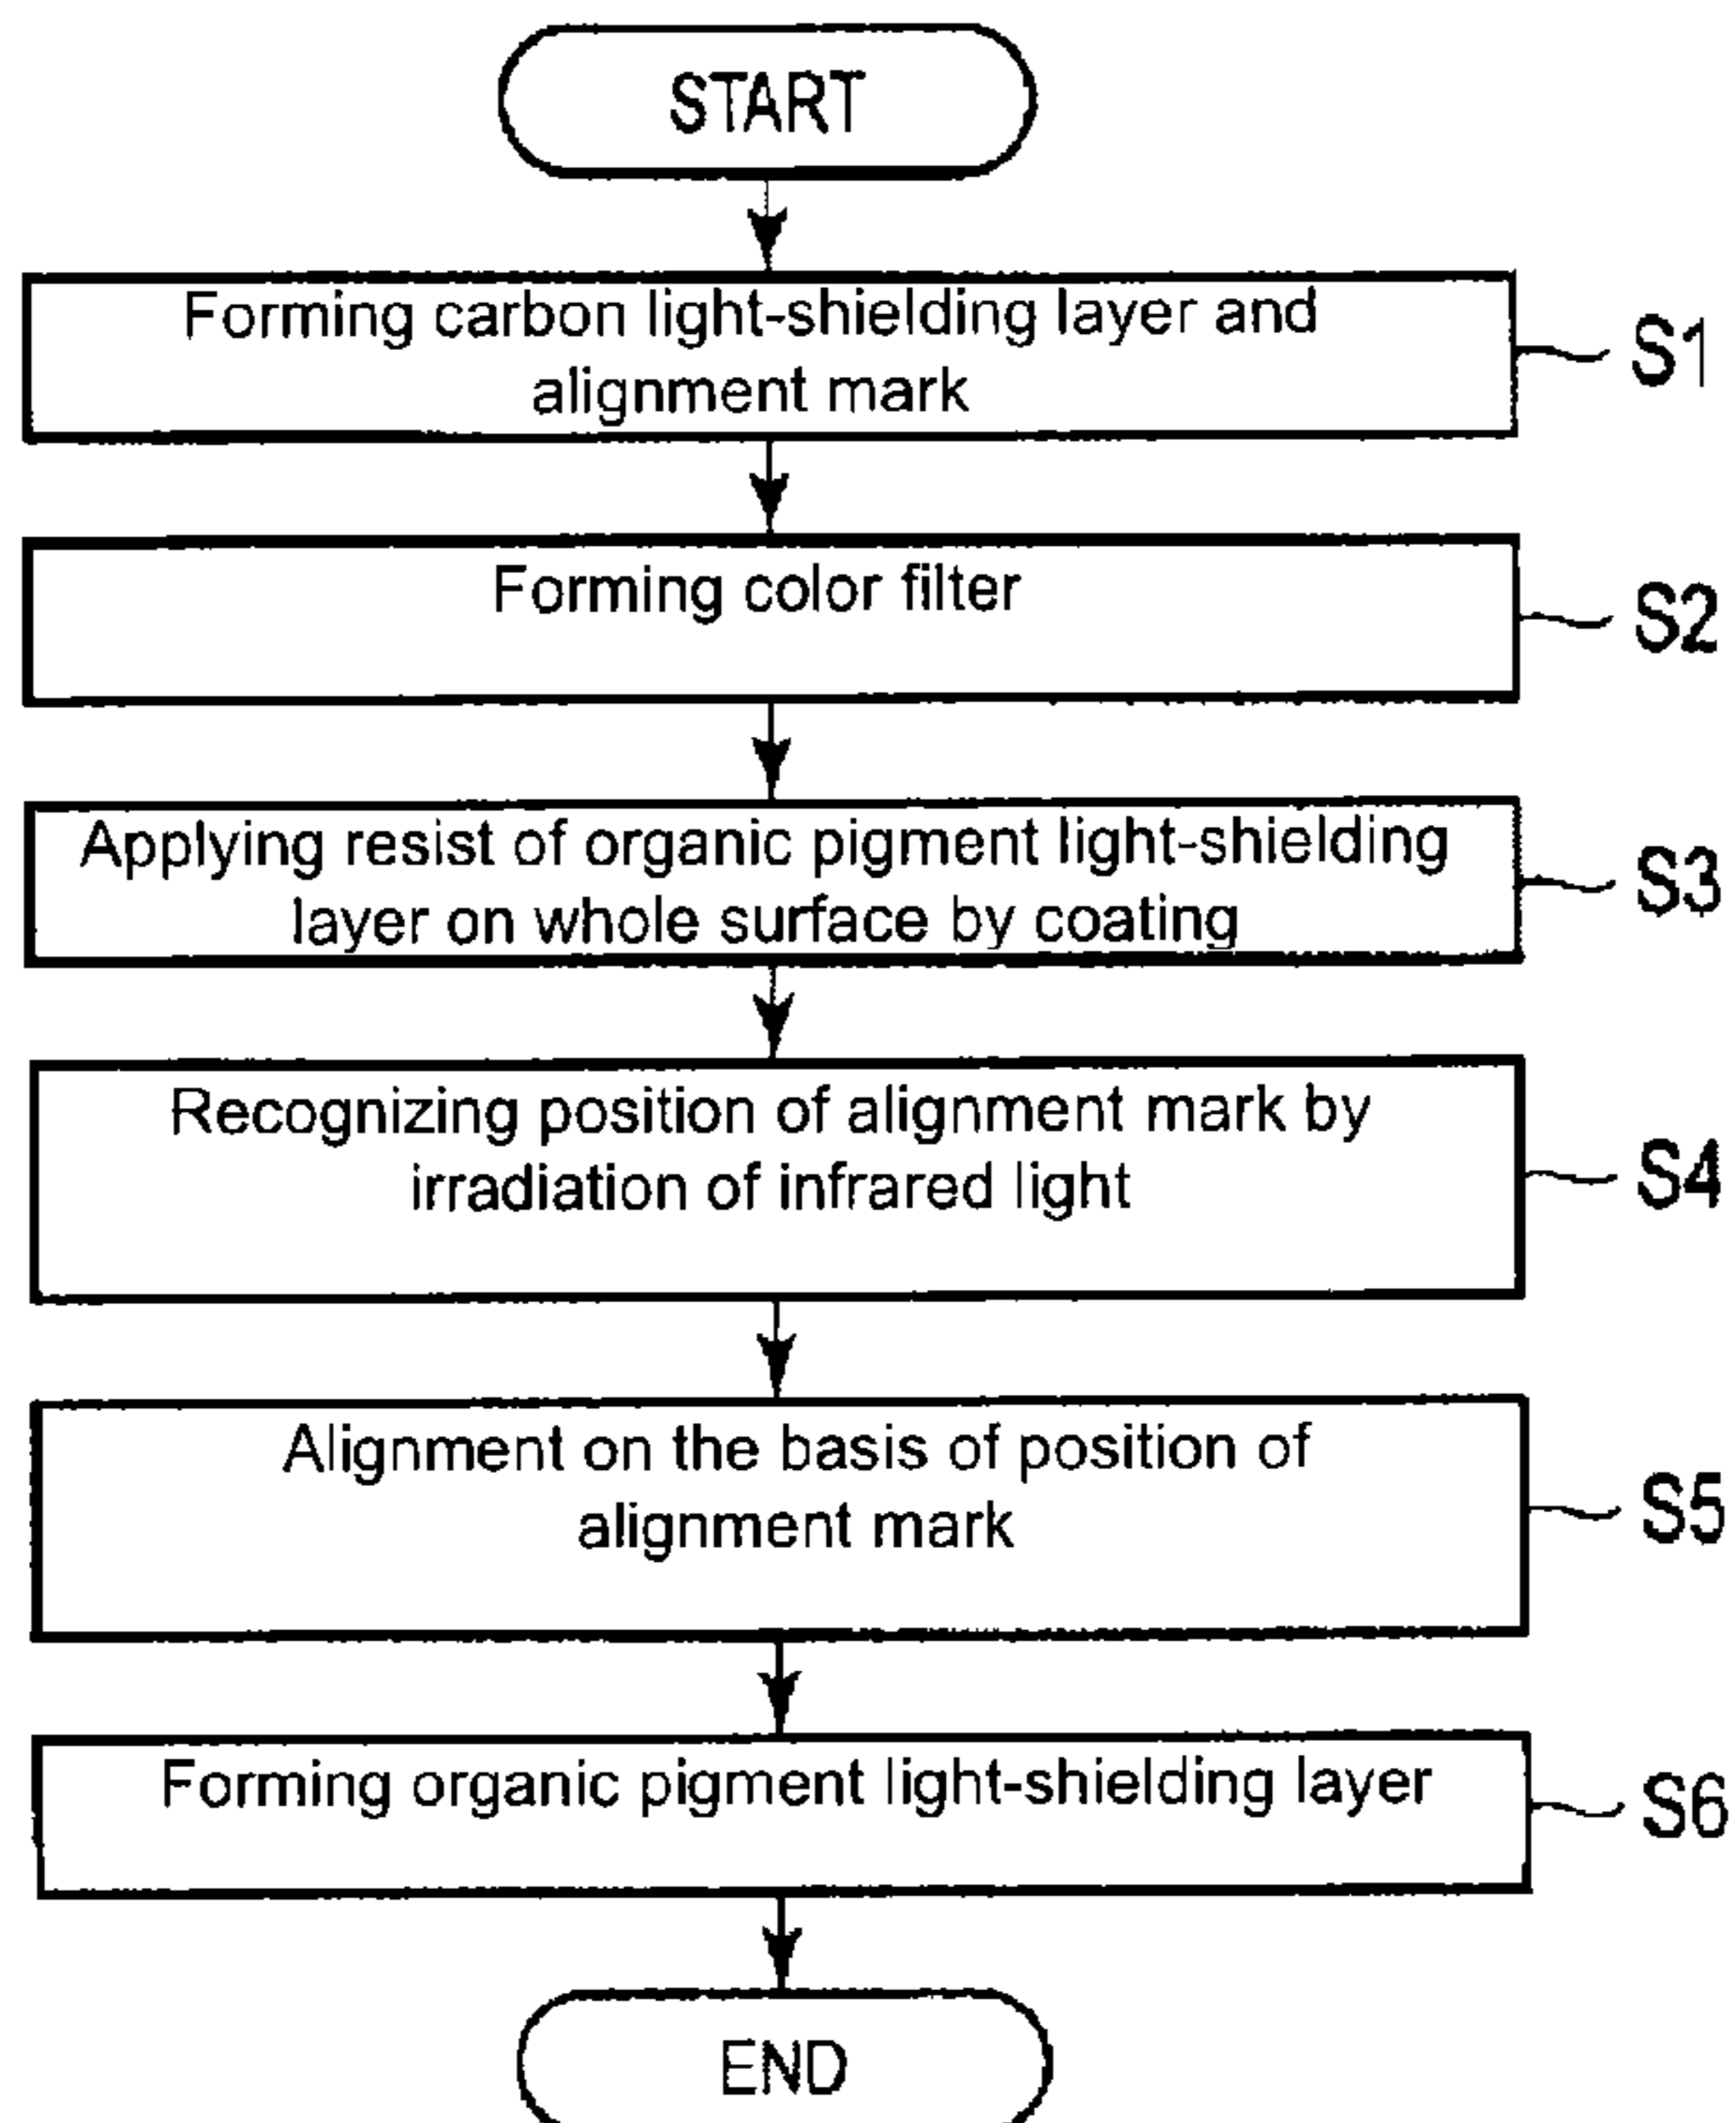 START
Forming carbon light-shielding layer and
alignment mark
S1
Forming color filter
S2
Applying resist of organic pigment light-shielding
layer on whole surface by coating
S3
Recognizing position of alignment mark by
irradiation of infrared light
S4
Alignment on the basis of position of
alignment mark
S5
Forming organic pigment light-shielding layer
S6
END